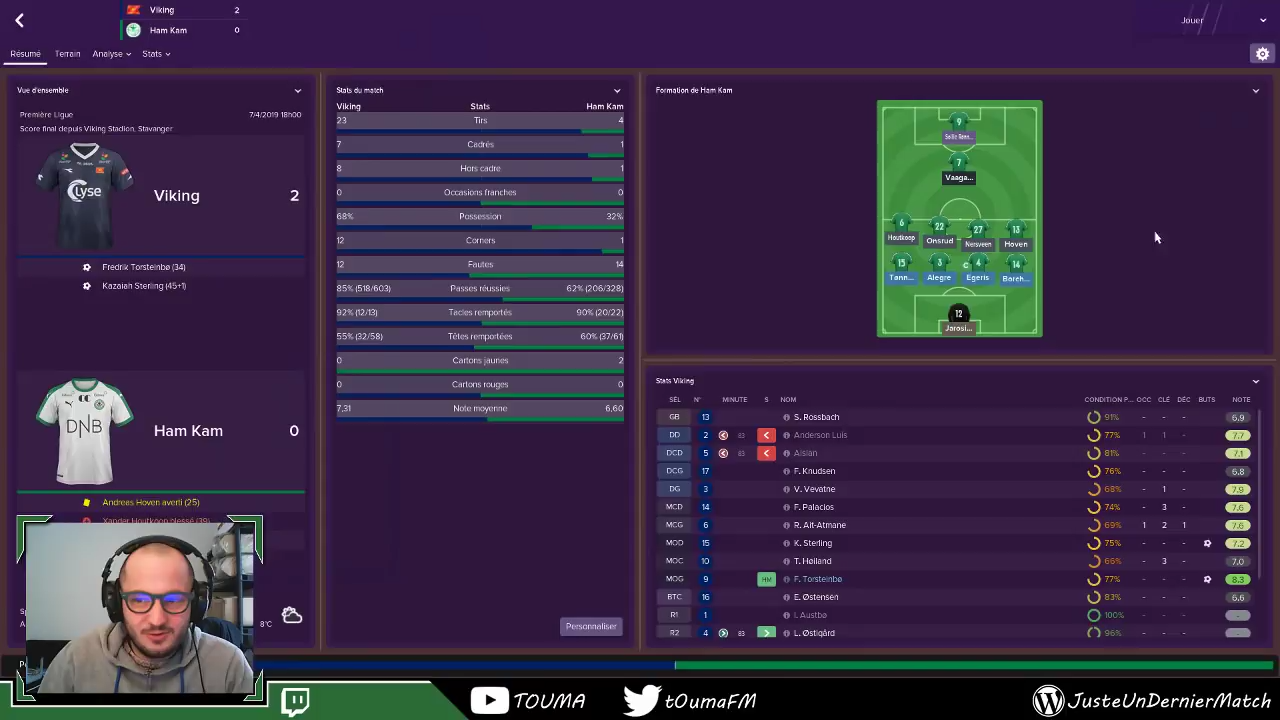 Viking 2
Ham Kam 0
Jouer
Résumé Terrain Analyse Stats
Vue d'ensemble
Première Ligue 7/4/2019 18h00
Score final depuis Viking Stadion, Stavanger
Lyse
Viking 2
Fredrik Torsteinbø (34)
Kazaiah Sterling (45+1)
DNB
Ham Kam 0
Andreas Hoven averti (25)
Xander Houtkoop blessé (39)
8°C
Stats du match
Viking Stats Ham Kam
23 Tirs 4
7 Cadrés 1
8 Hors cadre 1
0 Occasions franches 0
68% Possession 32%
12 Corners 1
12 Fautes 14
85% (518/603) Passes réussies 62% (206/328)
92% (12/13) Tacles remportés 90% (20/22)
55% (32/58) Têtes remportées 60% (37/61)
0 Cartons jaunes 2
0 Cartons rouges 0
7,31 Note moyenne 6,60
Personnaliser
Formation de Ham Kam
9
7
Vaaga...
6 22 27 13
Houtkoop Onsrud Nersveen Hoven
15 3 C 4 14
Tønn... Alegre Egeris Borch...
12
Jarosi...
Stats Viking
SÉL N° MINUTE S NOM CONDITION P... OCC CLÉ DÉC BUTS NOTE
GB 13 S. Rossbach 91% - - - - 6.9
DD 2 83 Anderson Luis 77% 1 1 - 7.7
DCD 5 83 Aislan 81% - - - 7.1
DCG 17 F. Knudsen 76% - - - 6.8
DG 3 V. Vevatne 68% - 1 - 7.9
MCD 14 F. Palacios 74% - 3 - 7.6
MCG 6 R. Ait-Atmane 69% 1 2 1 7.6
MOD 15 K. Sterling 75% - - - 7.2
MOC 10 T. Høiland 66% - 3 - 7.0
MOG 9 HM F. Torsteinbø 77% - - - 8.3
BTC 16 E. Østensen 83% - - - 6.6
R1 1 I. Austbø 100% - - - -
R2 4 83 L. Østigård 96% - - - -
TOUMA tOumaFM JusteUnDernierMatch